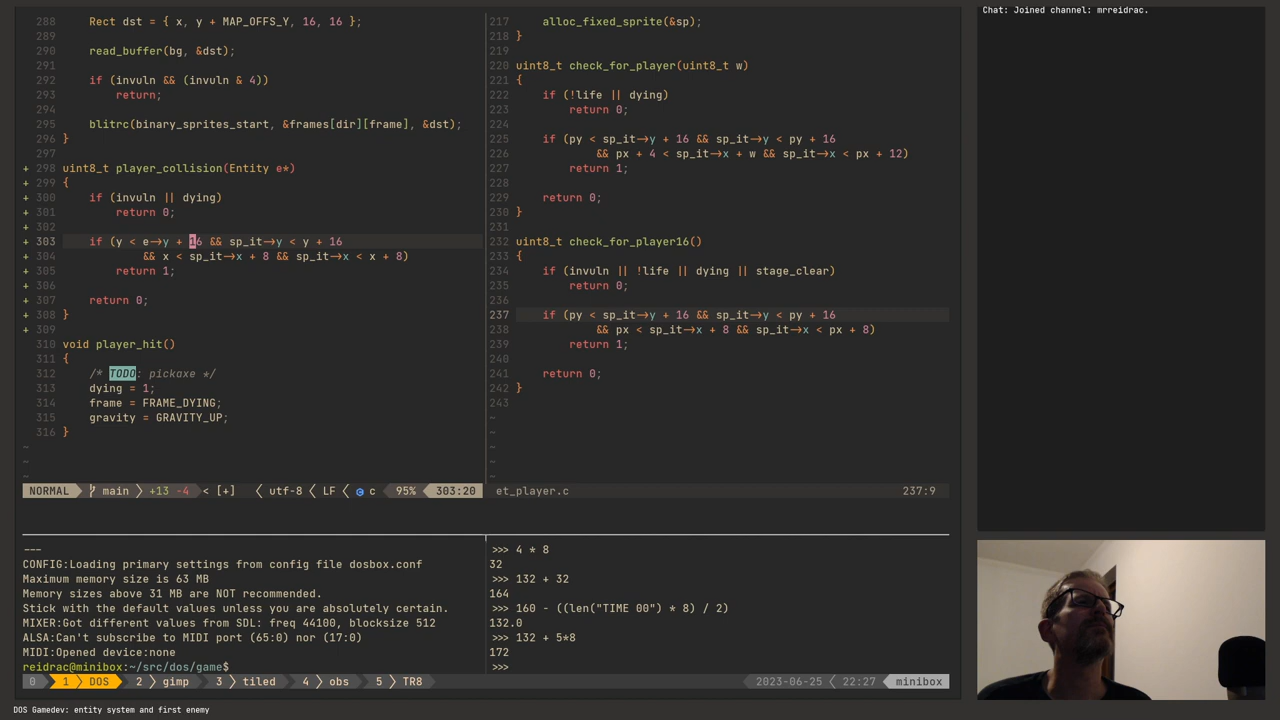 288     Rect dst = { x, y + MAP_OFFS_Y, 16, 16 };
289
290     read_buffer(bg, &dst);
291
292     if (invuln && (invuln & 4))
293         return;
294
295     blitrc(binary_sprites_start, &frames[dir][frame], &dst);
296 }
297
+ 298 uint8_t player_collision(Entity e*)
+ 299 {
+ 300     if (invuln || dying)
+ 301         return 0;
+ 302
+ 303     if (y < e->y + 16 && sp_it->y < y + 16
+ 304             && x < sp_it->x + 8 && sp_it->x < x + 8)
+ 305         return 1;
+ 306
+ 307     return 0;
+ 308 }
+ 309
310 void player_hit()
311 {
312     /* TODO: pickaxe */
313     dying = 1;
314     frame = FRAME_DYING;
315     gravity = GRAVITY_UP;
316 }
~
~
~
NORMAL main +13 -4 < [+] utf-8 LF c 95% 303:20
217     alloc_fixed_sprite(&sp);
218 }
219
220 uint8_t check_for_player(uint8_t w)
221 {
222     if (!life || dying)
223         return 0;
224
225     if (py < sp_it->y + 16 && sp_it->y < py + 16
226             && px + 4 < sp_it->x + w && sp_it->x < px + 12)
227         return 1;
228
229     return 0;
230 }
231
232 uint8_t check_for_player16()
233 {
234     if (invuln || !life || dying || stage_clear)
235         return 0;
236
237     if (py < sp_it->y + 16 && sp_it->y < py + 16
238             && px < sp_it->x + 8 && sp_it->x < px + 8)
239         return 1;
240
241     return 0;
242 }
243
~
~
~
~
~
et_player.c 237:9
---
CONFIG:Loading primary settings from config file dosbox.conf
Maximum memory size is 63 MB
Memory sizes above 31 MB are NOT recommended.
Stick with the default values unless you are absolutely certain.
MIXER:Got different values from SDL: freq 44100, blocksize 512
ALSA:Can't subscribe to MIDI port (65:0) nor (17:0)
MIDI:Opened device:none
reidrac@minibox:~/src/dos/game$
>>> 4 * 8
32
>>> 132 + 32
164
>>> 160 - ((len("TIME 00") * 8) / 2)
132.0
>>> 132 + 5*8
172
>>>
0 1 DOS 2 gimp 3 tiled 4 obs 5 TR8 2023-06-25 22:27 minibox
DOS Gamedev: entity system and first enemy
Chat: Joined channel: mrreidrac.